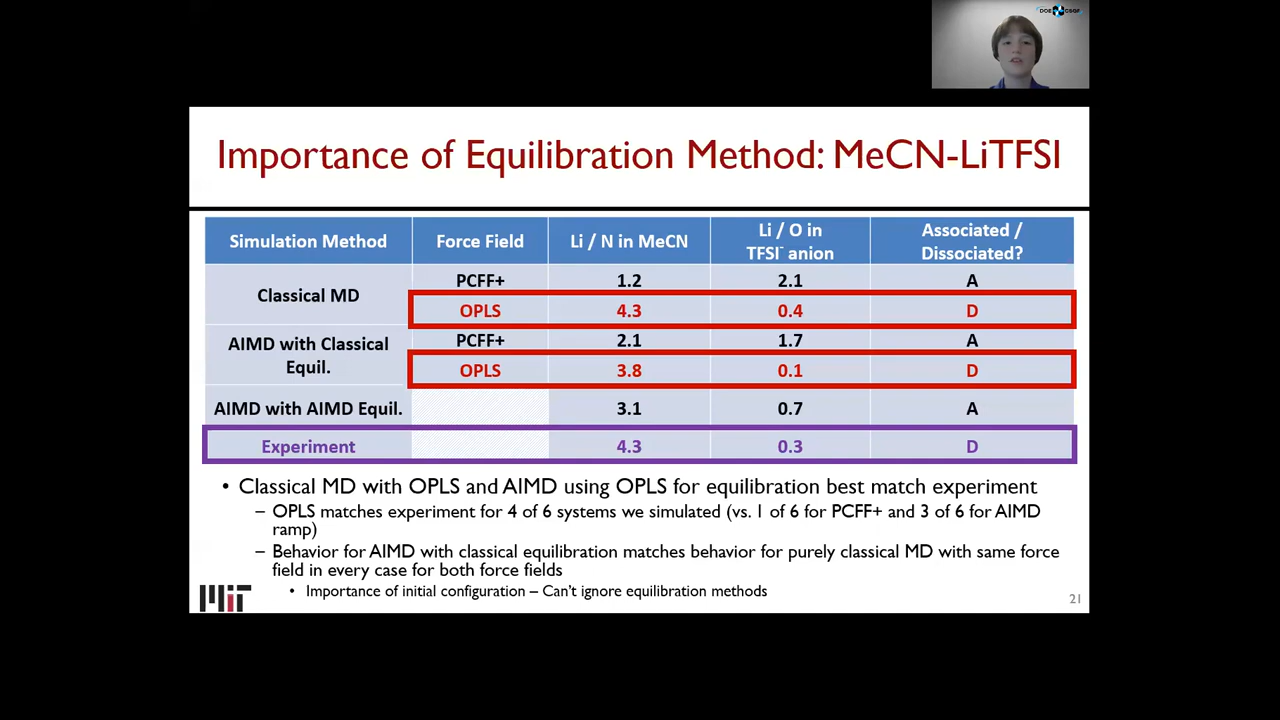 DOE CSGF
Importance of Equilibration Method: MeCN-LiTFSI
Simulation Method Force Field Li / N in MeCN Li / O in TFSI⁻ anion Associated / Dissociated?
Classical MD PCFF+ 1.2 2.1 A
OPLS 4.3 0.4 D
AIMD with Classical Equil. PCFF+ 2.1 1.7 A
OPLS 3.8 0.1 D
AIMD with AIMD Equil. 3.1 0.7 A
Experiment 4.3 0.3 D
• Classical MD with OPLS and AIMD using OPLS for equilibration best match experiment
– OPLS matches experiment for 4 of 6 systems we simulated (vs. 1 of 6 for PCFF+ and 3 of 6 for AIMD
ramp)
– Behavior for AIMD with classical equilibration matches behavior for purely classical MD with same force
field in every case for both force fields
• Importance of initial configuration – Can't ignore equilibration methods
MIT
21